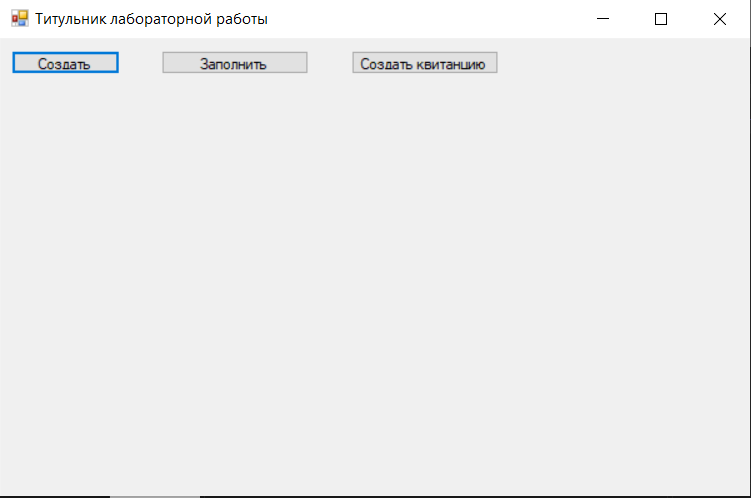 Титульник лабораторной работы
Создать
Заполнить
Создать квитанцию